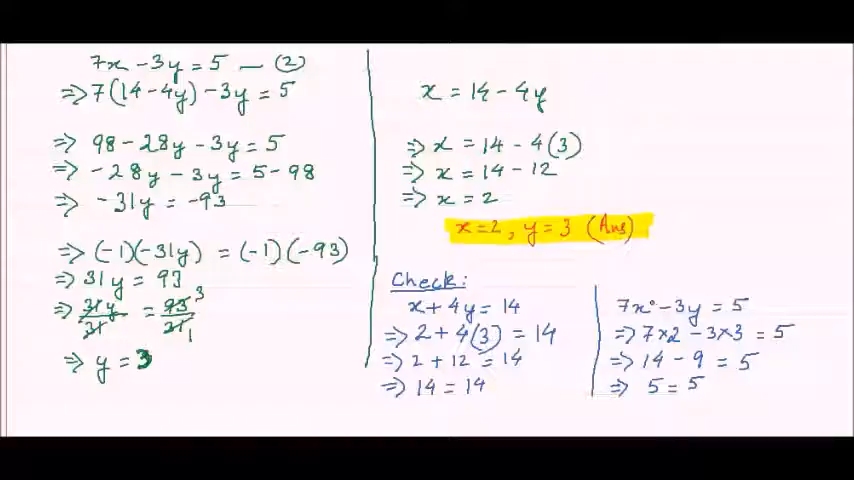 7x - 3y = 5 — (2)
⇒ 7(14 - 4y) - 3y = 5
⇒ 98 - 28y - 3y = 5
⇒ -28y - 3y = 5 - 98
⇒ -31y = -93
⇒ (-1)(-31y) = (-1)(-93)
⇒ 31y = 93
⇒ 31y/31 = 93/31 3 1
⇒ y = 3
x = 14 - 4y
⇒ x = 14 - 4(3)
⇒ x = 14 - 12
⇒ x = 2
x = 2, y = 3 (Ans)
Check:
x + 4y = 14
⇒ 2 + 4(3) = 14
⇒ 2 + 12 = 14
⇒ 14 = 14
7x - 3y = 5
⇒ 7×2 - 3×3 = 5
⇒ 14 - 9 = 5
⇒ 5 = 5